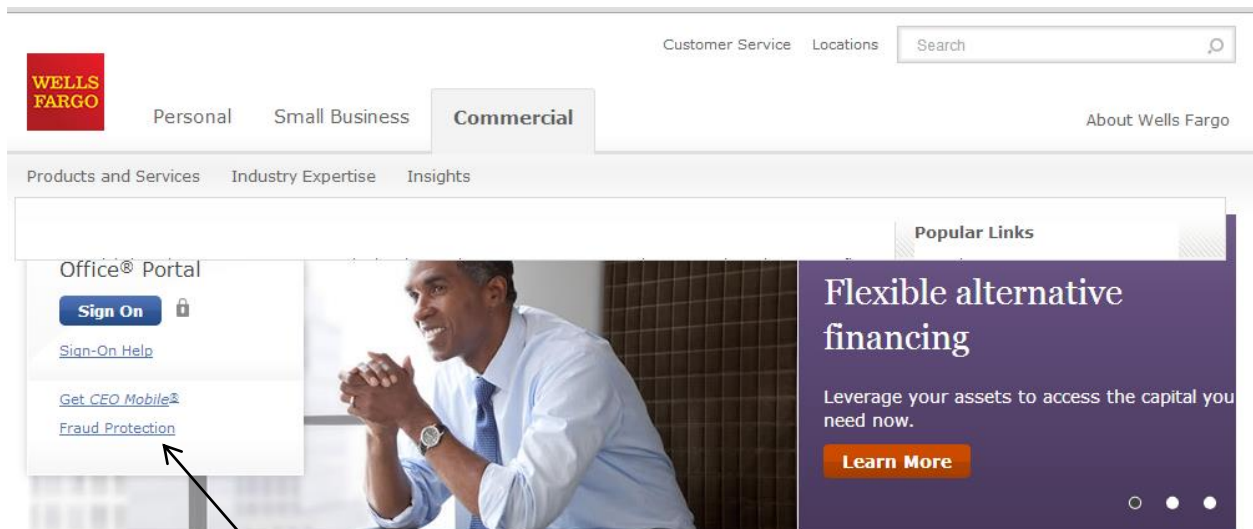 Customer Service Locations Search
WELLS
FARGO
Personal Small Business Commercial
About Wells Fargo
Products and Services Industry Expertise Insights
Popular Links
Office® Portal
Sign On
Sign-On Help
Get CEO Mobile®
Fraud Protection
Flexible alternative
financing
Leverage your assets to access the capital you
need now.
Learn More